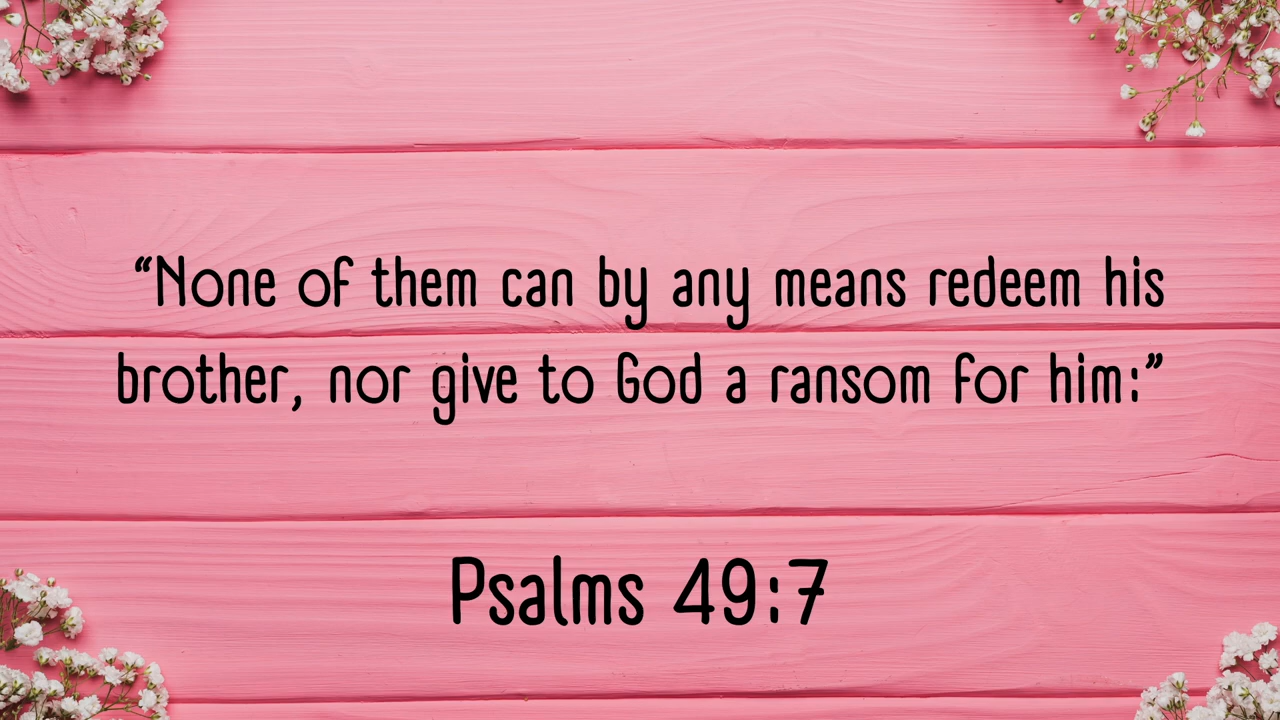 “None of them can by any means redeem his
brother, nor give to God a ransom for him:”
Psalms 49:7